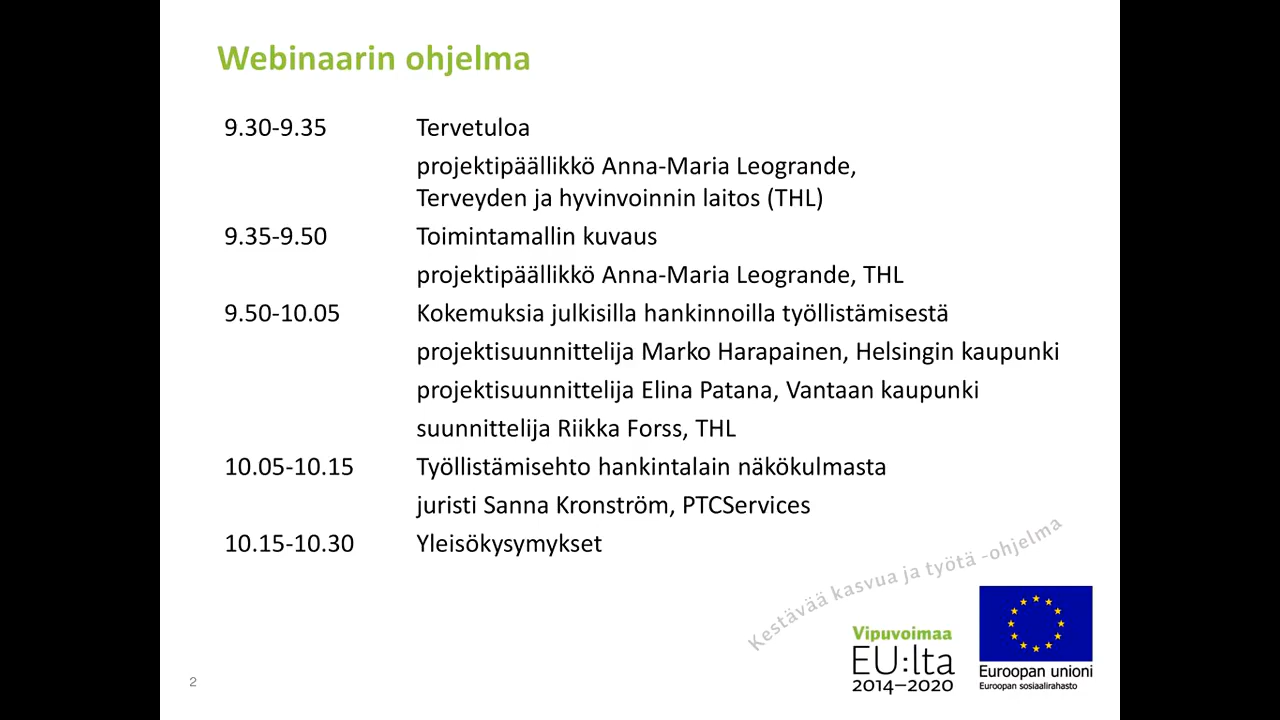 Webinaarin ohjelma
9.30-9.35 Tervetuloa
projektipäällikkö Anna-Maria Leogrande,
Terveyden ja hyvinvoinnin laitos (THL)
9.35-9.50 Toimintamallin kuvaus
projektipäällikkö Anna-Maria Leogrande, THL
9.50-10.05 Kokemuksia julkisilla hankinnoilla työllistämisestä
projektisuunnittelija Marko Harapainen, Helsingin kaupunki
projektisuunnittelija Elina Patana, Vantaan kaupunki
suunnittelija Riikka Forss, THL
10.05-10.15 Työllistämisehto hankintalain näkökulmasta
juristi Sanna Kronström, PTCServices
10.15-10.30 Yleisökysymykset
Kestävää kasvua ja työtä -ohjelma
Vipuvoimaa
EU:lta
2014–2020
Euroopan unioni
Euroopan sosiaalirahasto
2